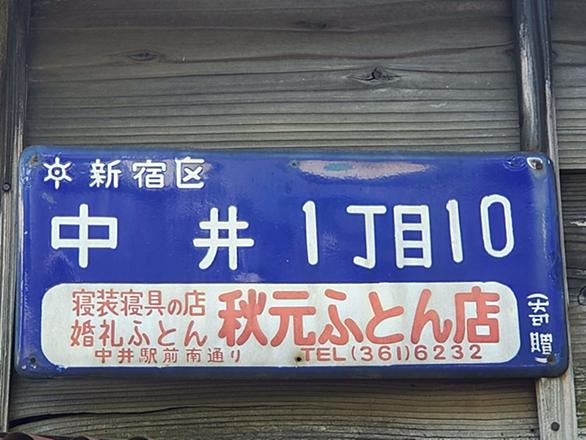 新宿区
中井 1丁目10
寝装寝具の店
婚礼ふとん
秋元ふとん店
中井駅前南通り TEL(361)6232
(寄贈)